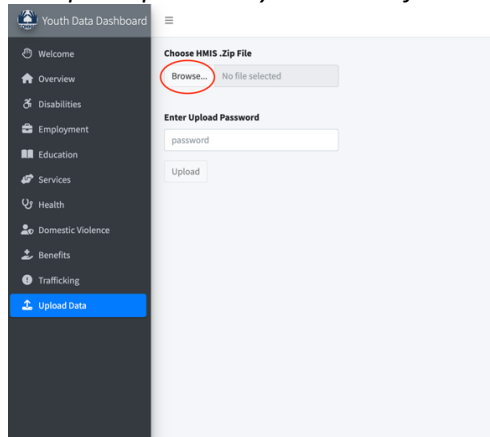 Youth Data Dashboard
Welcome
Overview
Disabilities
Employment
Education
Services
Health
Domestic Violence
Benefits
Trafficking
Upload Data
Choose HMIS .Zip File
Browse... No file selected
Enter Upload Password
password
Upload